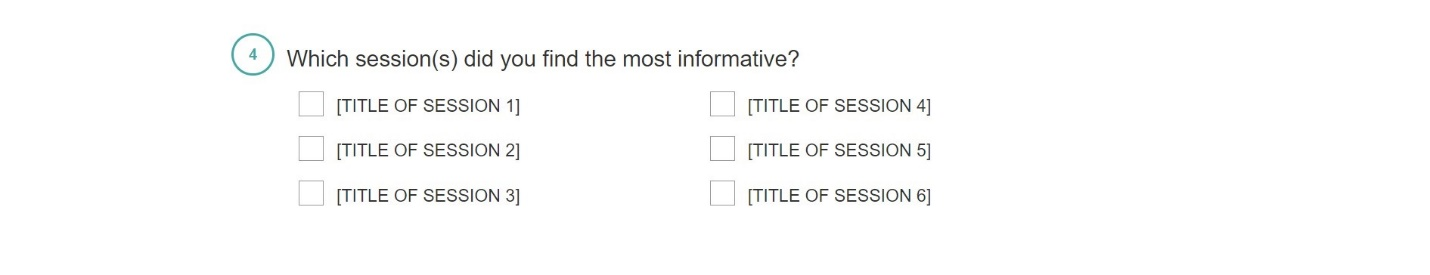 4 Which session(s) did you find the most informative?
[TITLE OF SESSION 1]
[TITLE OF SESSION 2]
[TITLE OF SESSION 3]
[TITLE OF SESSION 4]
[TITLE OF SESSION 5]
[TITLE OF SESSION 6]